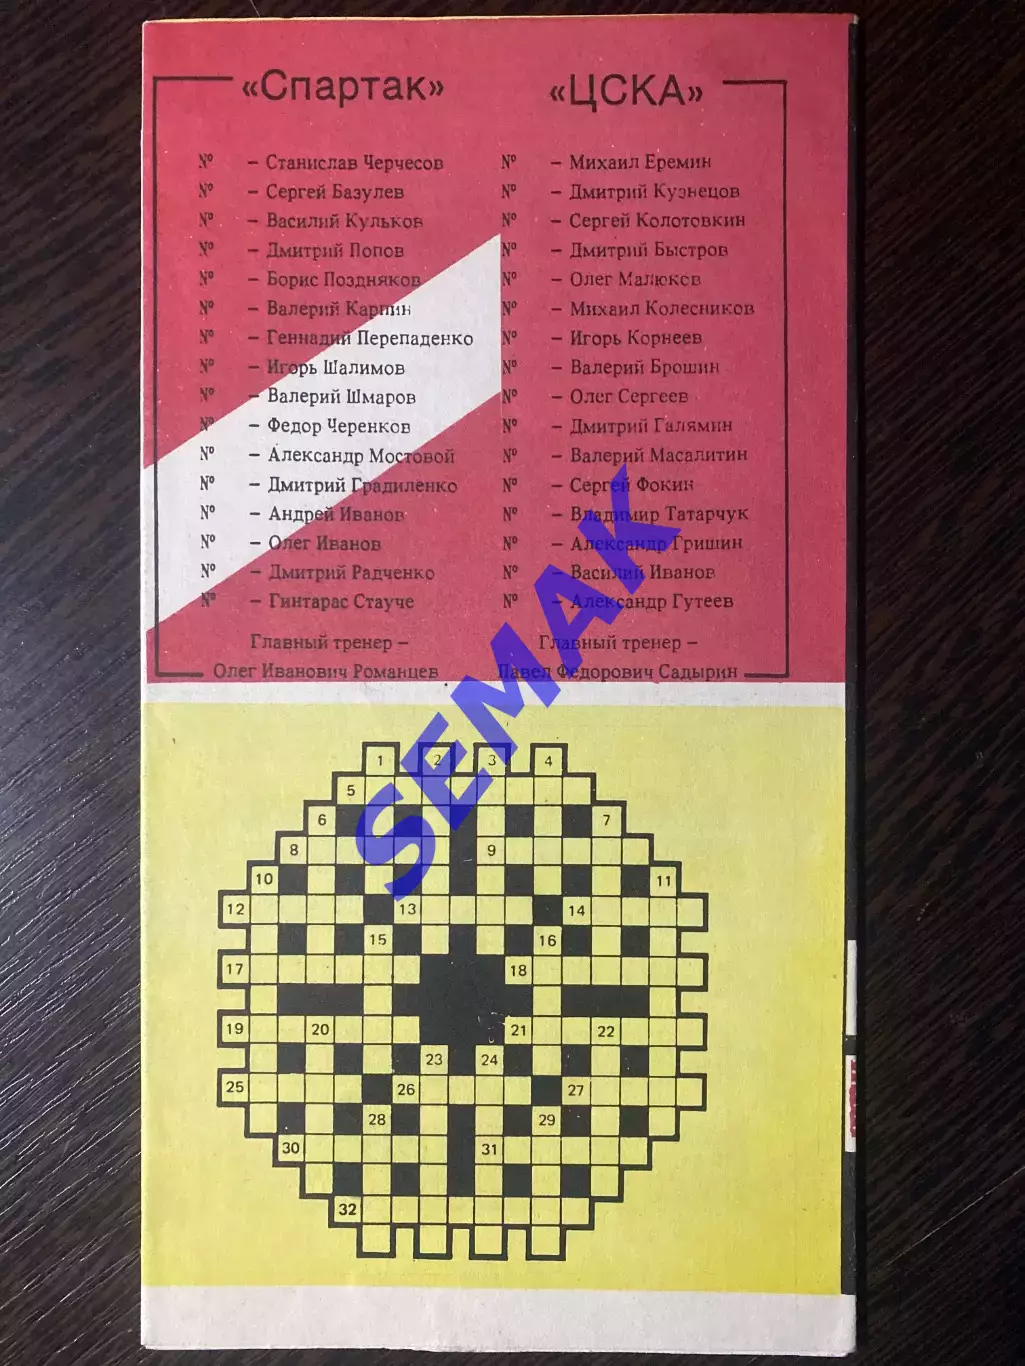 «Спартак»
№ – Станислав Черчесов
№ – Сергей Базулев
№ – Василий Кульков
№ – Дмитрий Попов
№ – Борис Поздняков
№ – Валерий Карпин
№ – Геннадий Перепаденко
№ – Игорь Шалимов
№ – Валерий Шмаров
№ – Федор Черенков
№ – Александр Мостовой
№ – Дмитрий Градиленко
№ – Андрей Иванов
№ – Олег Иванов
№ – Дмитрий Радченко
№ – Гинтарас Стауче
Главный тренер –
Олег Иванович Романцев
«ЦСКА»
№ – Михаил Еремин
№ – Дмитрий Кузнецов
№ – Сергей Колотовкин
№ – Дмитрий Быстров
№ – Олег Малюков
№ – Михаил Колесников
№ – Игорь Корнеев
№ – Валерий Брошин
№ – Олег Сергеев
№ – Дмитрий Галямин
№ – Валерий Масалитин
№ – Сергей Фокин
№ – Владимир Татарчук
№ – Александр Гришин
№ – Василий Иванов
№ – Александр Гутеев
Главный тренер –
Павел Федорович Садырин
SEMAK
1 2 3 4
5
6 7
8 9
10 11
12 13 14
15 16
17 18
19 20 21 22
23 24
25 26 27
28 29
30 31
32